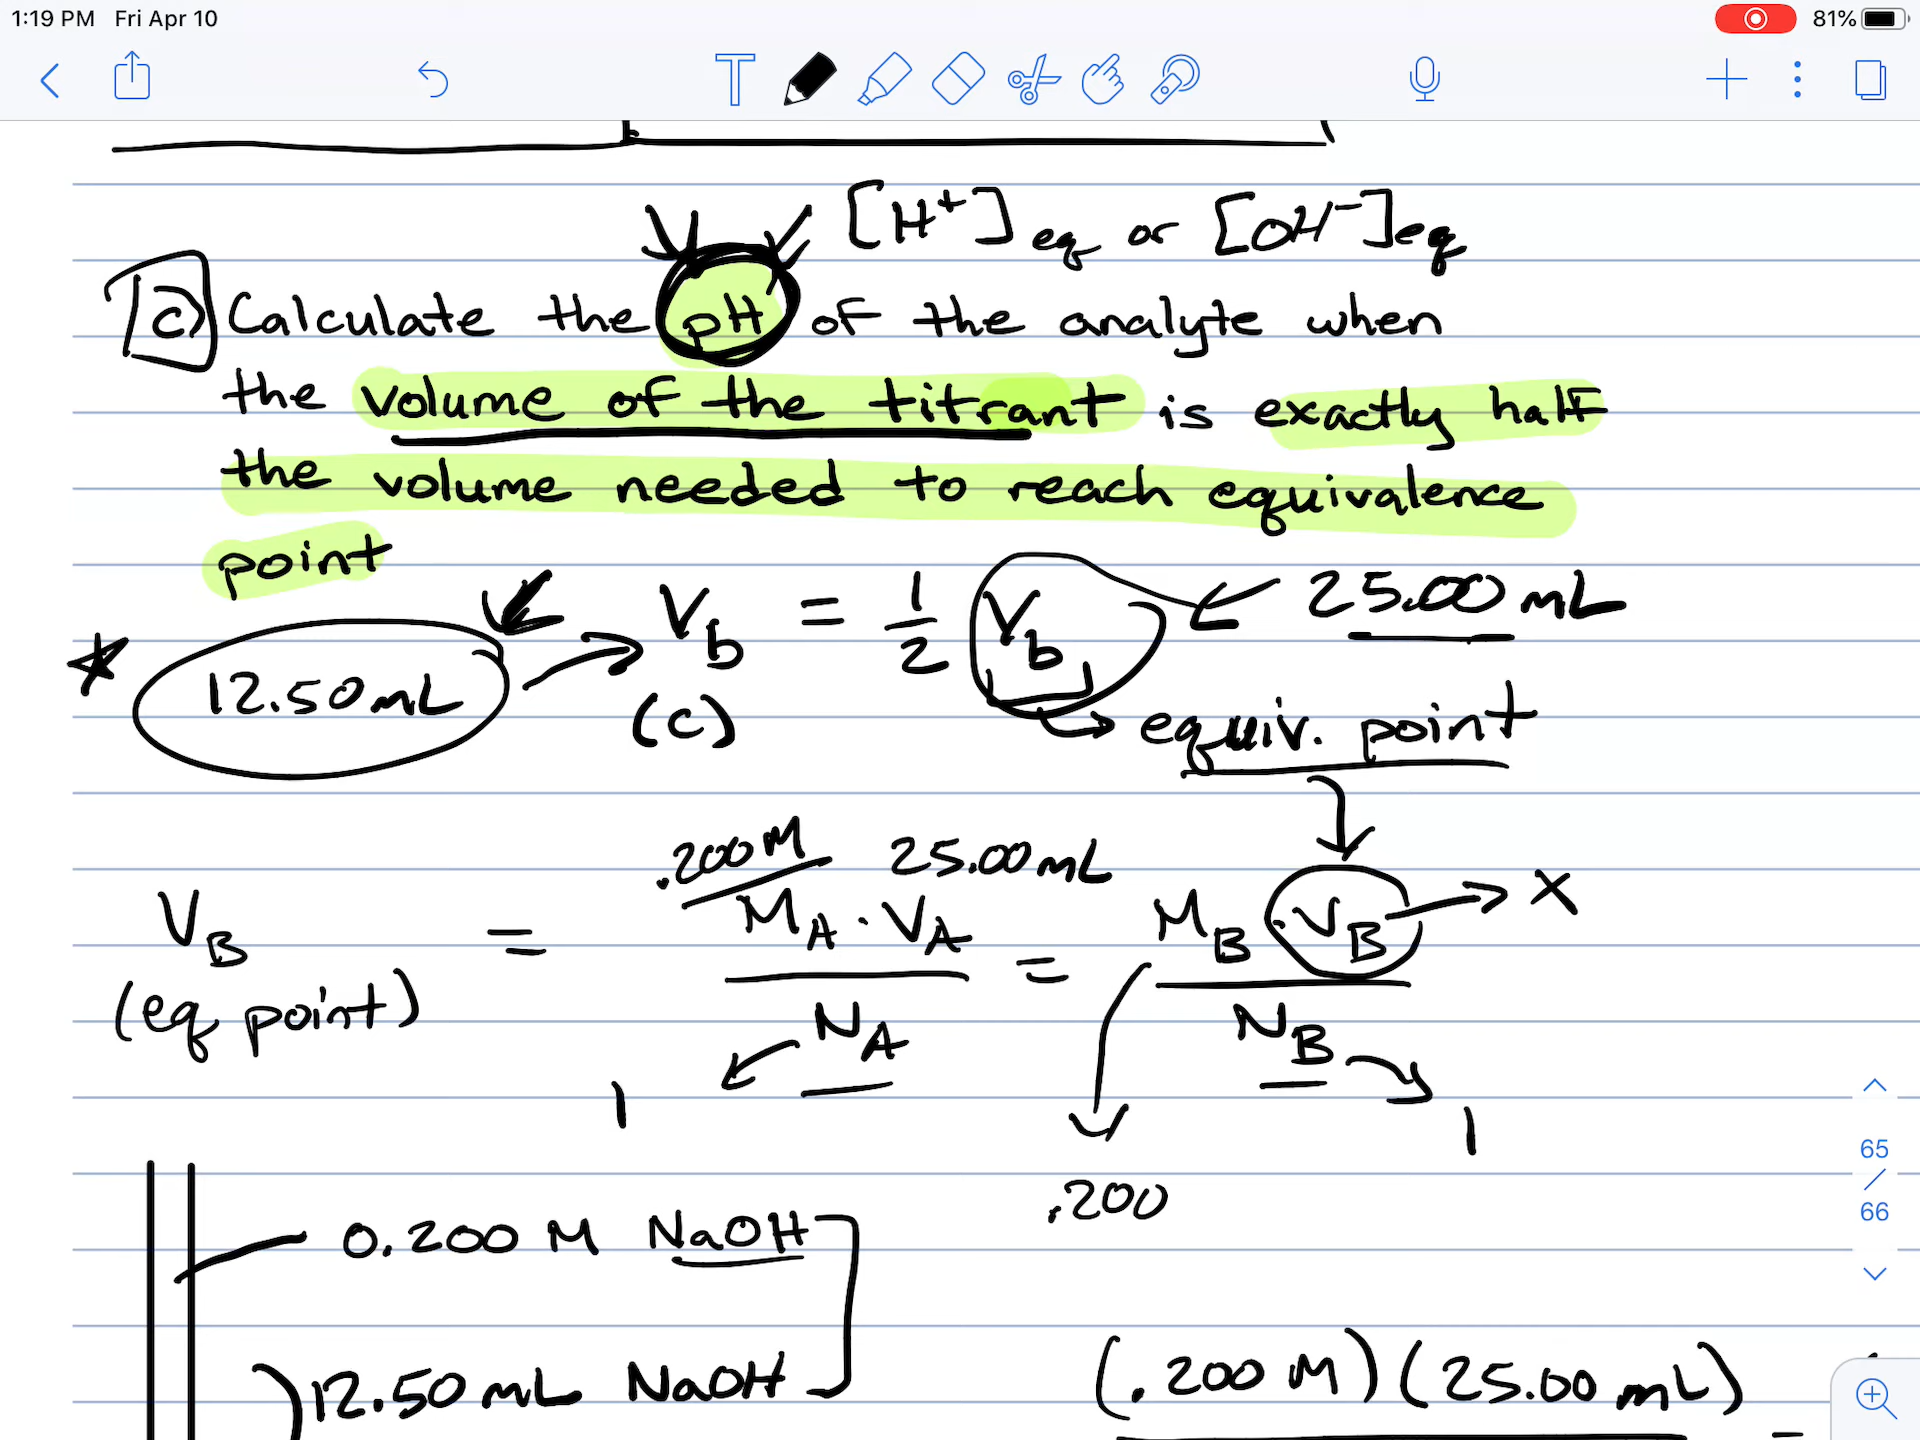 1:19 PM Fri Apr 10 81%
[H⁺]eq or [OH⁻]eq
c) Calculate the pH of the analyte when
the volume of the titrant is exactly half
the volume needed to reach equivalence
point
Vb = 1/2 Vb 25.00 mL
12.50 mL (c) equiv. point
.200 M 25.00 mL
VB = MA · VA / NA = MB · VB / NB → x
(eq point)
1 1
.200
0.200 M NaOH
12.50 mL NaOH
(.200 M)(25.00 mL)
65
/
66